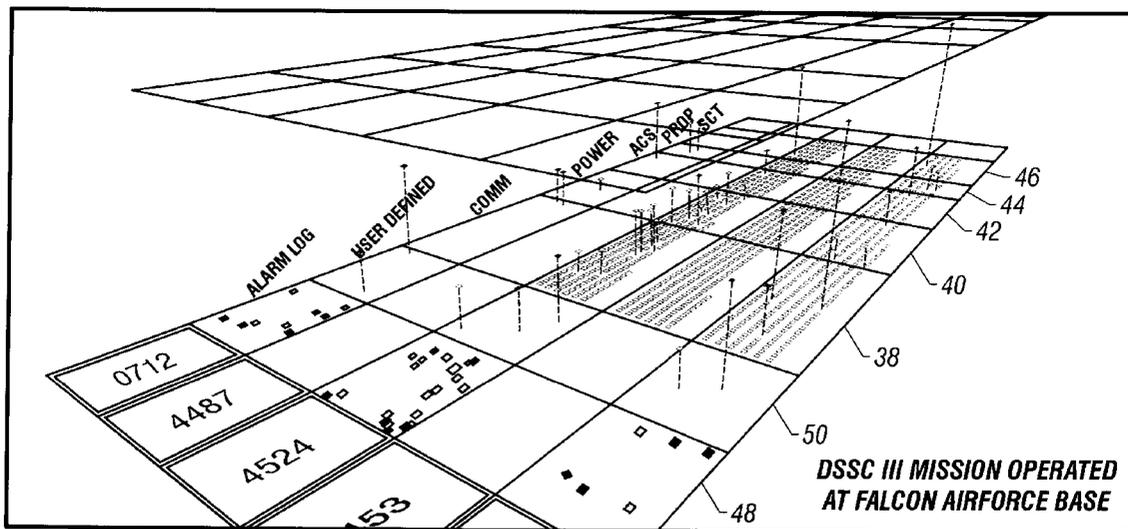 ALARM LOG
USER DEFINED
COMM
POWER
ACS
PROP
SCT
46
44
42
40
38
50
48
0712
4487
4524
153
DSSC III MISSION OPERATED
AT FALCON AIRFORCE BASE